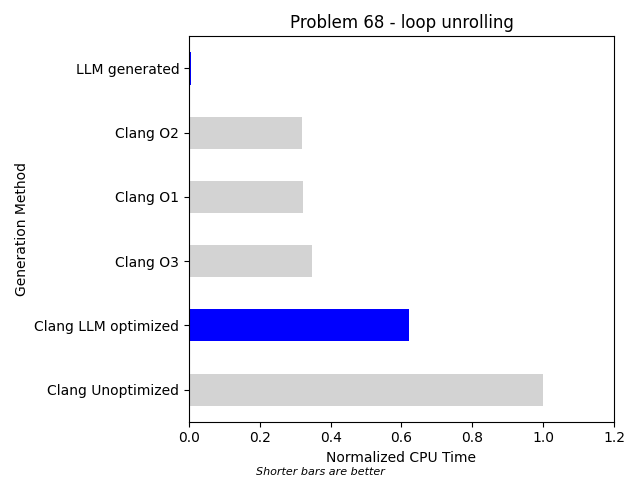 Problem 68 - loop unrolling
Generation Method
LLM generated
Clang O2
Clang O1
Clang O3
Clang LLM optimized
Clang Unoptimized
0.0 0.2 0.4 0.6 0.8 1.0 1.2
Normalized CPU Time
Shorter bars are better